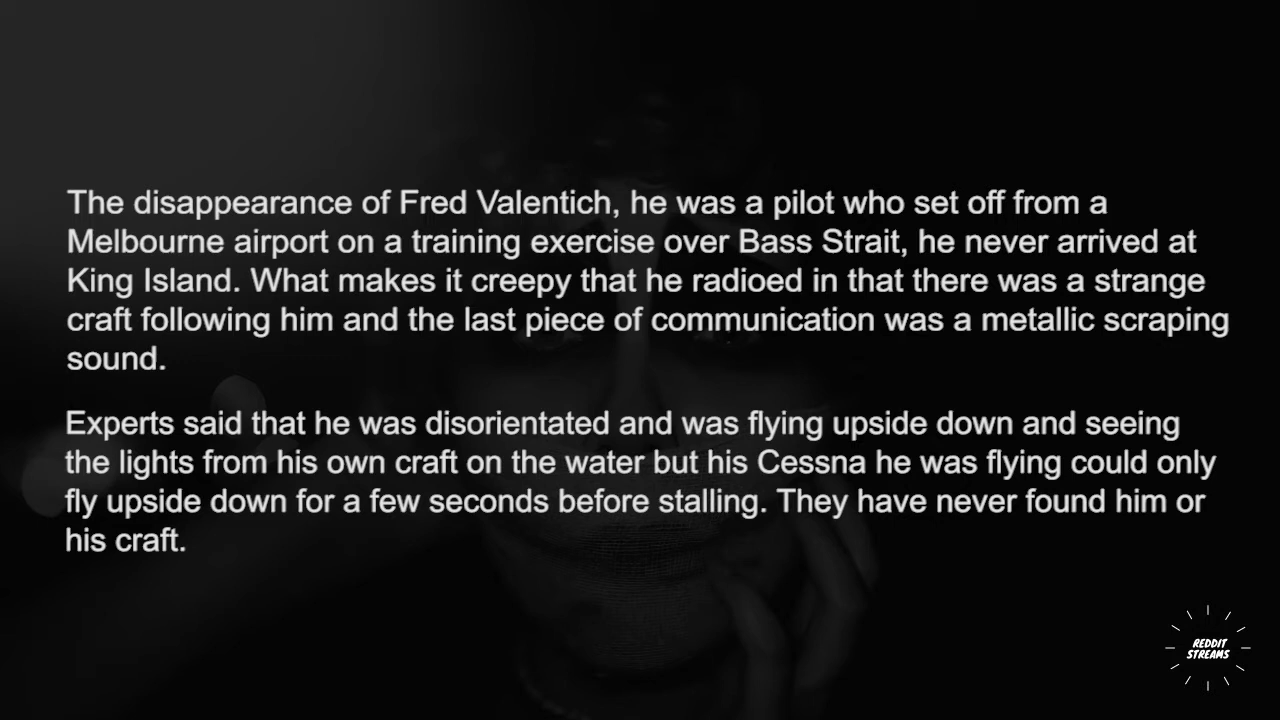 The disappearance of Fred Valentich, he was a pilot who set off from a
Melbourne airport on a training exercise over Bass Strait, he never arrived at
King Island. What makes it creepy that he radioed in that there was a strange
craft following him and the last piece of communication was a metallic scraping
sound.
Experts said that he was disorientated and was flying upside down and seeing
the lights from his own craft on the water but his Cessna he was flying could only
fly upside down for a few seconds before stalling. They have never found him or
his craft.
REDDIT
STREAMS